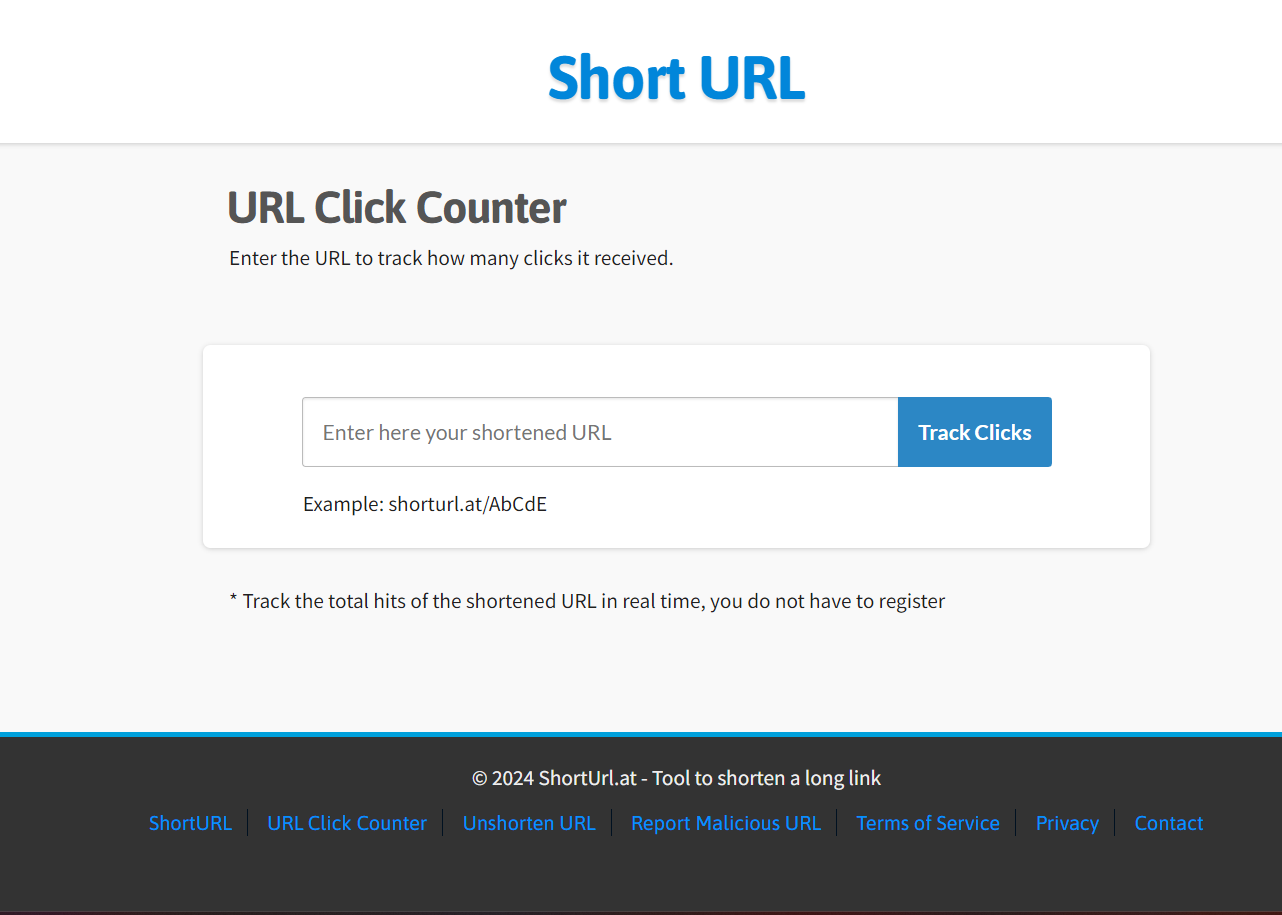 Short URL
URL Click Counter
Enter the URL to track how many clicks it received.
Enter here your shortened URL
Track Clicks
Example: shorturl.at/AbCdE
* Track the total hits of the shortened URL in real time, you do not have to register
© 2024 ShortUrl.at - Tool to shorten a long link
ShortURL URL Click Counter Unshorten URL Report Malicious URL Terms of Service Privacy Contact